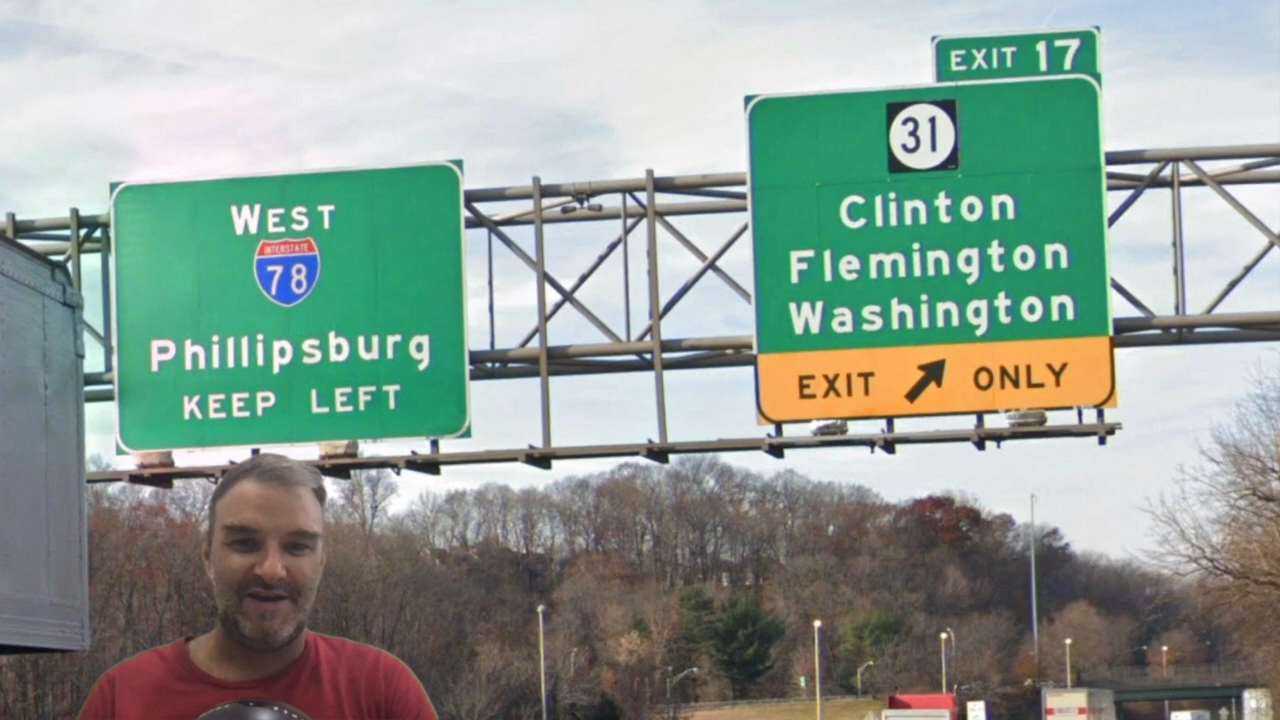 WEST
INTERSTATE
78
Phillipsburg
KEEP LEFT
EXIT 17
31
Clinton
Flemington
Washington
EXIT ONLY